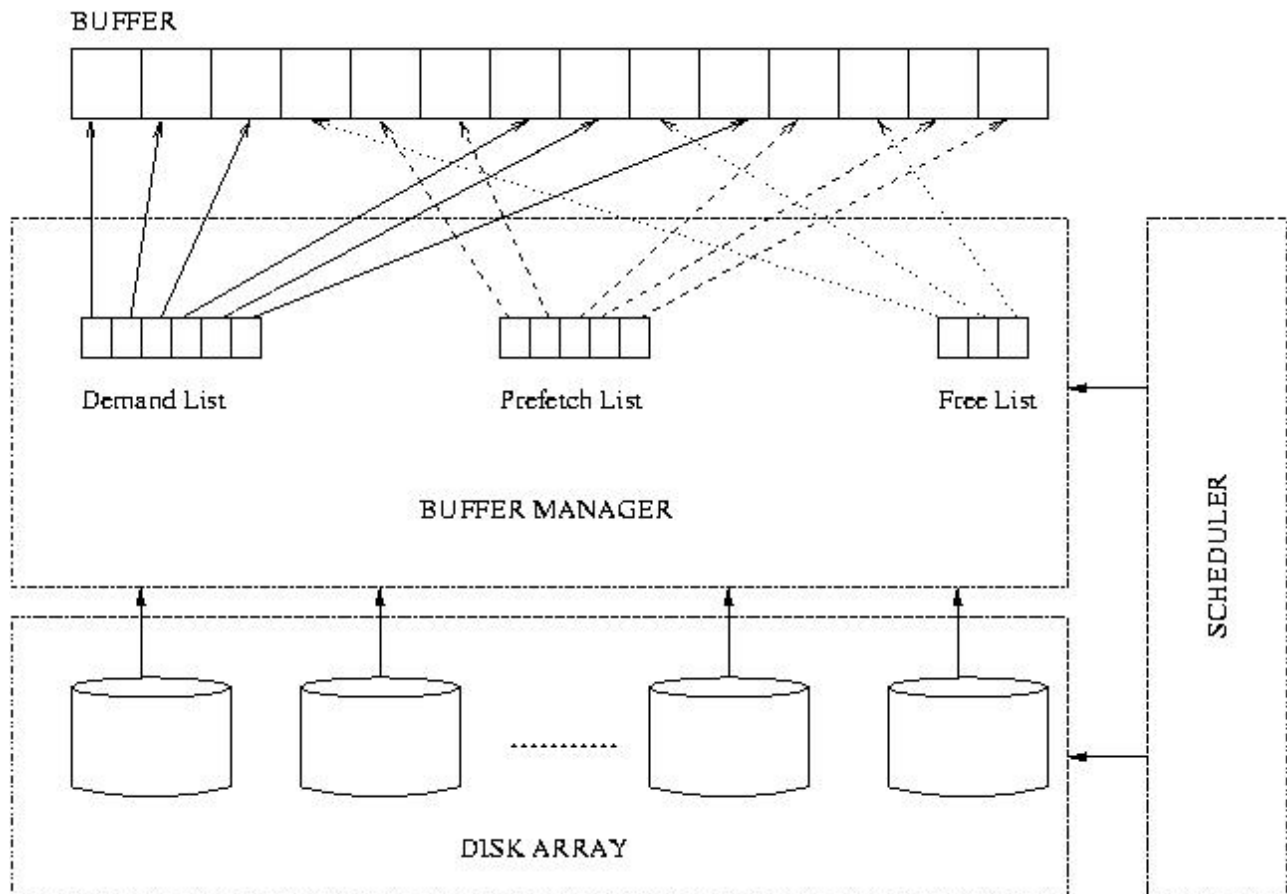 BUFFER
Demand List
Prefetch List
Free List
BUFFER MANAGER
SCHEDULER
DISK ARRAY